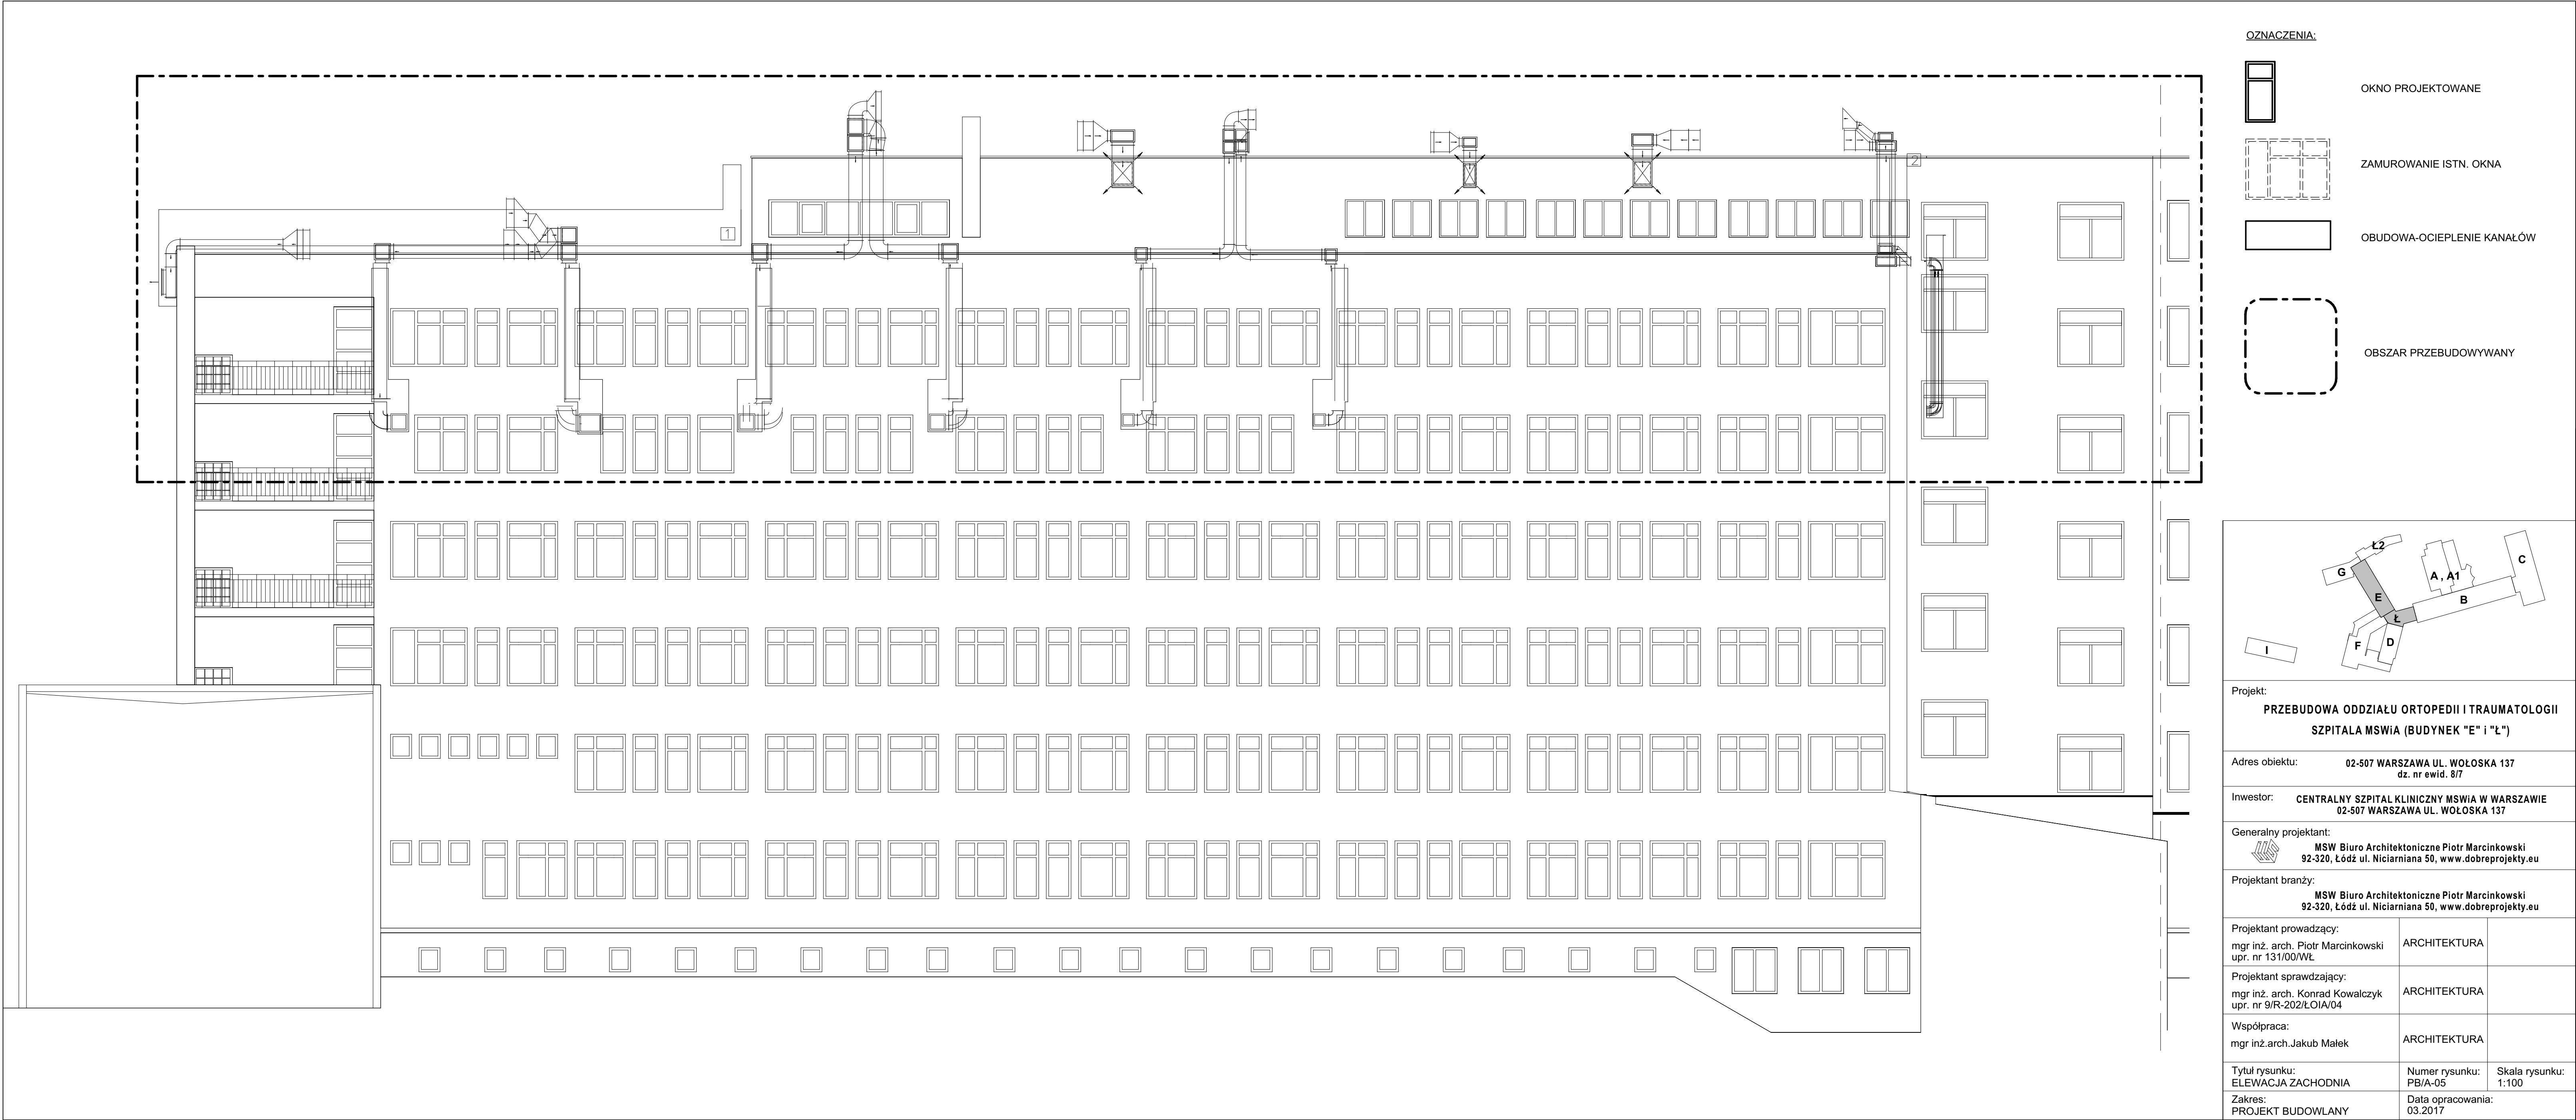 OZNACZENIA:
OKNO PROJEKTOWANE
ZAMUROWANIE ISTN. OKNA
OBUDOWA-OCIEPLENIE KANAŁÓW
OBSZAR PRZEBUDOWYWANY
1
2
Ł2
G
E
Ł
A , A1
C
B
F
D
I
Projekt:
PRZEBUDOWA ODDZIAŁU ORTOPEDII I TRAUMATOLOGII
SZPITALA MSWiA (BUDYNEK "E" i "Ł")
Adres obiektu:
02-507 WARSZAWA UL. WOŁOSKA 137
dz. nr ewid. 8/7
Inwestor:
CENTRALNY SZPITAL KLINICZNY MSWiA W WARSZAWIE
02-507 WARSZAWA UL. WOŁOSKA 137
Generalny projektant:
MSW Biuro Architektoniczne Piotr Marcinkowski
92-320, Łódź ul. Niciarniana 50, www.dobreprojekty.eu
Projektant branży:
MSW Biuro Architektoniczne Piotr Marcinkowski
92-320, Łódź ul. Niciarniana 50, www.dobreprojekty.eu
Projektant prowadzący:
mgr inż. arch. Piotr Marcinkowski
upr. nr 131/00/WŁ
ARCHITEKTURA
Projektant sprawdzający:
mgr inż. arch. Konrad Kowalczyk
upr. nr 9/R-202/ŁOIA/04
ARCHITEKTURA
Współpraca:
mgr inż.arch.Jakub Małek
ARCHITEKTURA
Tytuł rysunku:
ELEWACJA ZACHODNIA
Numer rysunku:
PB/A-05
Skala rysunku:
1:100
Zakres:
PROJEKT BUDOWLANY
Data opracowania:
03.2017